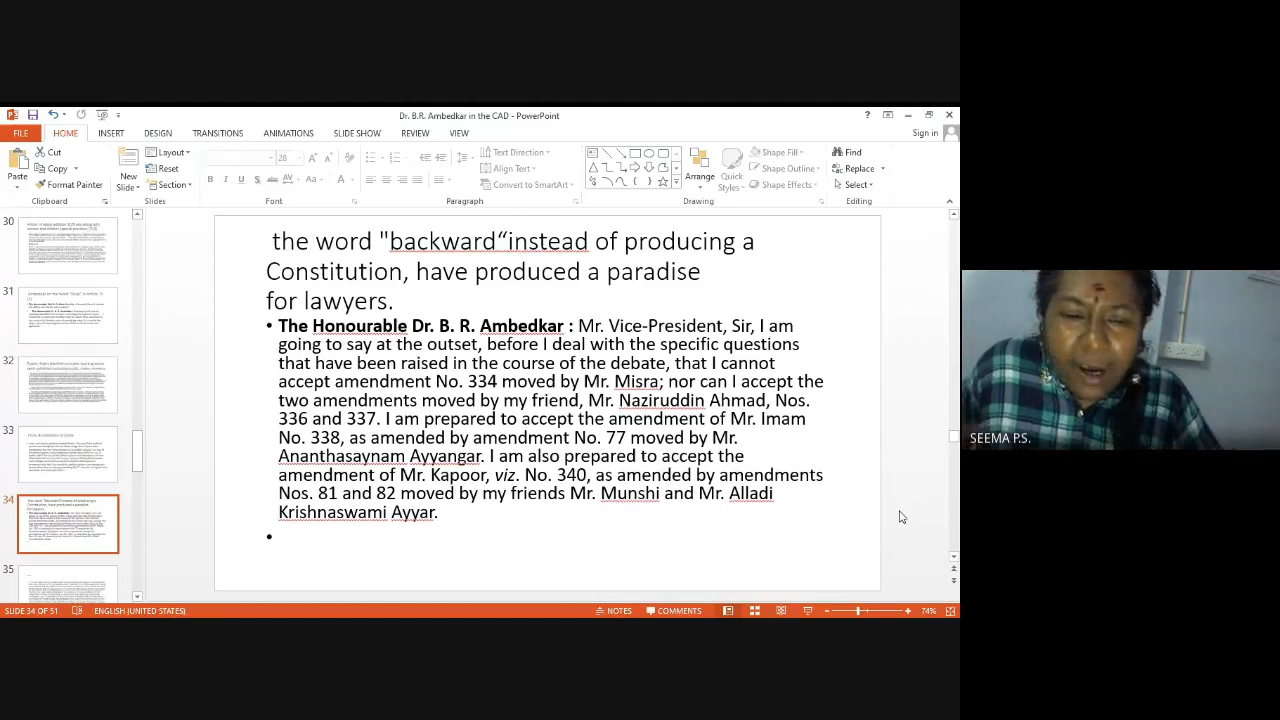 Dr. B.R. Ambedkar in the CAD - PowerPoint
FILE HOME INSERT DESIGN TRANSITIONS ANIMATIONS SLIDE SHOW REVIEW VIEW Sign in
Paste
Cut
Copy
Format Painter
Clipboard
New
Slide
Layout
Reset
Section
Slides
28
Font
Text Direction
Align Text
Convert to SmartArt
Paragraph
Arrange
Quick
Styles
Shape Fill
Shape Outline
Shape Effects
Drawing
Find
Replace
Select
Editing
30
31
32
33
34
35
the word "backward instead of producing a
Constitution, have produced a paradise
for lawyers.
• The Honourable Dr. B. R. Ambedkar : Mr. Vice-President, Sir, I am
going to say at the outset, before I deal with the specific questions
that have been raised in the course of the debate, that I cannot
accept amendment No. 334 moved by Mr. Misra; nor can I accept the
two amendments moved by my friend, Mr. Naziruddin Ahmad, Nos.
336 and 337. I am prepared to accept the amendment of Mr. Imam
No. 338, as amended by amendment No. 77 moved by Mr.
Ananthasaynam Ayyangar. I am also prepared to accept the
amendment of Mr. Kapoor, viz. No. 340, as amended by amendments
Nos. 81 and 82 moved by my friends Mr. Munshi and Mr. Alladi
Krishnaswami Ayyar.
•
SLIDE 34 OF 51 ENGLISH (UNITED STATES) NOTES COMMENTS 74%
SEEMA P.S.